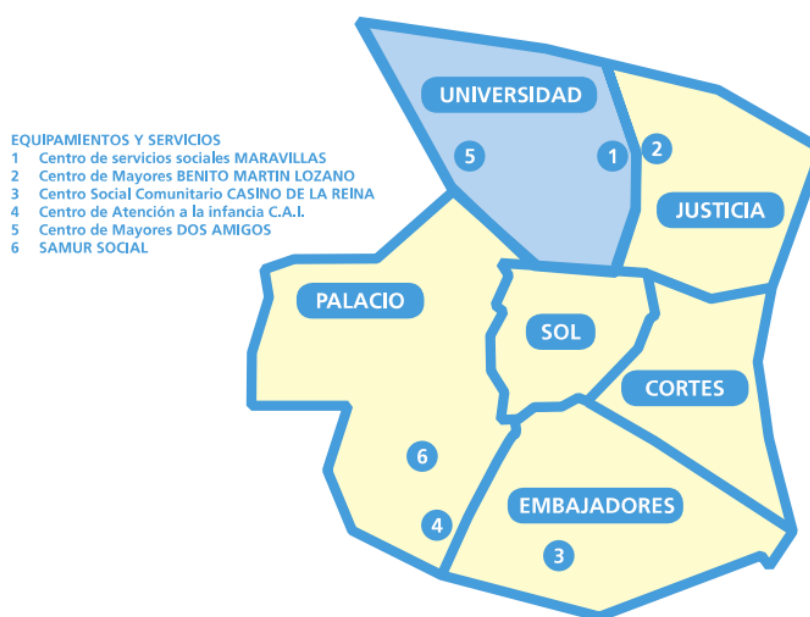 EQUIPAMIENTOS Y SERVICIOS
1 Centro de servicios sociales MARAVILLAS
2 Centro de Mayores BENITO MARTIN LOZANO
3 Centro Social Comunitario CASINO DE LA REINA
4 Centro de Atención a la infancia C.A.I.
5 Centro de Mayores DOS AMIGOS
6 SAMUR SOCIAL
UNIVERSIDAD
5
1
2
JUSTICIA
PALACIO
SOL
CORTES
6
EMBAJADORES
4
3